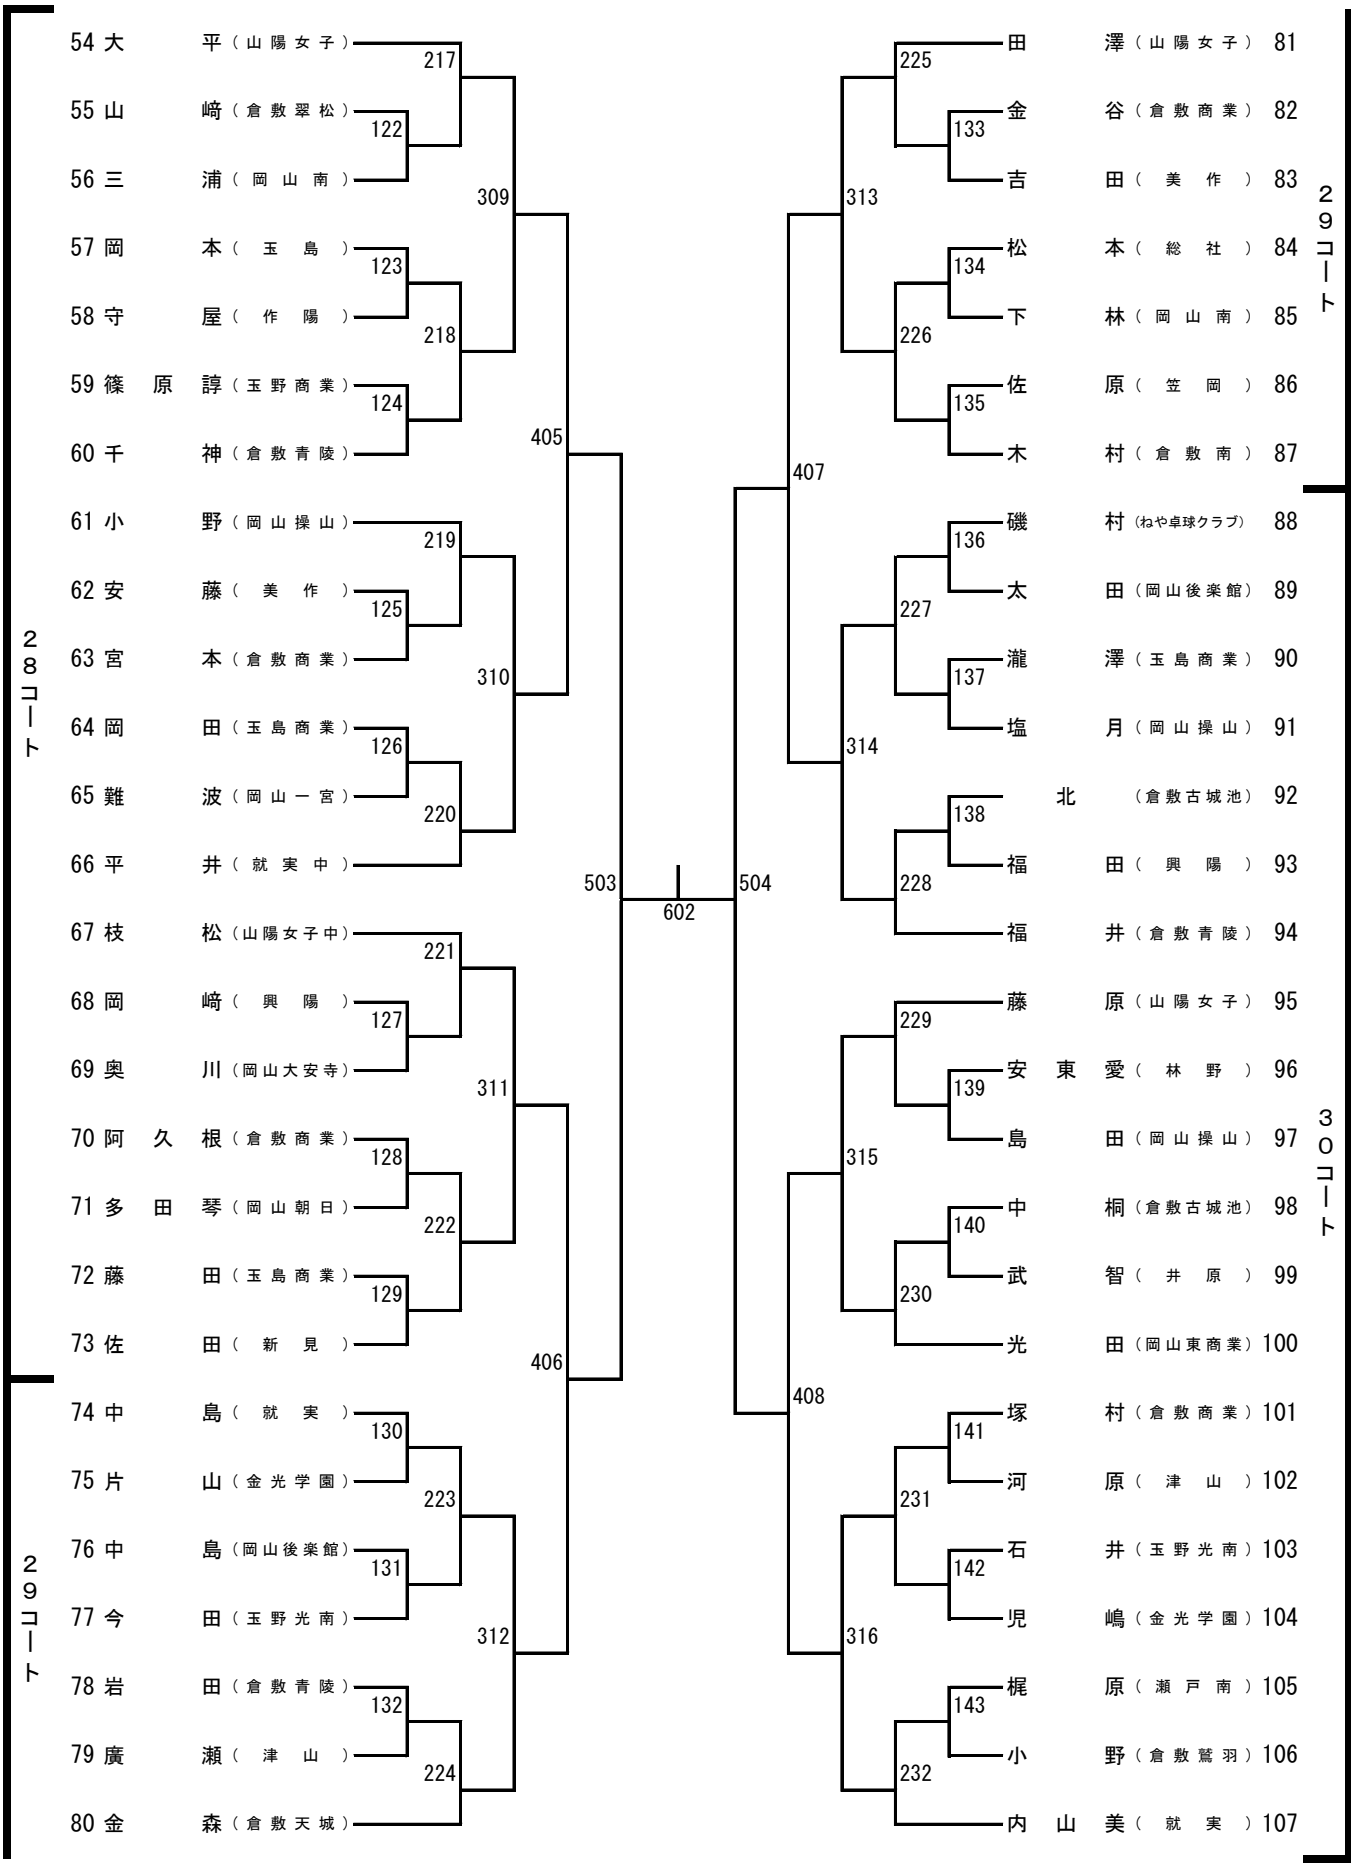 54 大平 (山陽女子)
217
55 山﨑 (倉敷翠松)
122
56 三浦 (岡山南)
309
57 岡本 (玉島)
123
58 守屋 (作陽)
218
59 篠原諄 (玉野商業)
124
60 千神 (倉敷青陵)
405
61 小野 (岡山操山)
219
62 安藤 (美作)
125
63 宮本 (倉敷商業)
310
64 岡田 (玉島商業)
126
65 難波 (岡山一宮)
220
66 平井 (就実中)
503
67 枝松 (山陽女子中)
221
68 岡﨑 (興陽)
127
69 奥川 (岡山大安寺)
311
70 阿久根 (倉敷商業)
128
71 多田琴 (岡山朝日)
222
72 藤田 (玉島商業)
129
73 佐田 (新見)
406
74 中島 (就実)
130
75 片山 (金光学園)
223
76 中島 (岡山後楽館)
131
77 今田 (玉野光南)
312
78 岩田 (倉敷青陵)
132
79 廣瀬 (津山)
224
80 金森 (倉敷天城)
28コート
29コート
602
田澤 (山陽女子) 81
225
金谷 (倉敷商業) 82
133
吉田 (美作) 83
313
松本 (総社) 84
134
下林 (岡山南) 85
226
佐原 (笠岡) 86
135
木村 (倉敷南) 87
407
磯村 (ねや卓球クラブ) 88
136
太田 (岡山後楽館) 89
227
瀧澤 (玉島商業) 90
137
塩月 (岡山操山) 91
314
北 (倉敷古城池) 92
138
福田 (興陽) 93
228
504
福井 (倉敷青陵) 94
藤原 (山陽女子) 95
229
安東愛 (林野) 96
139
島田 (岡山操山) 97
315
中桐 (倉敷古城池) 98
140
武智 (井原) 99
230
光田 (岡山東商業) 100
408
塚村 (倉敷商業) 101
141
河原 (津山) 102
231
石井 (玉野光南) 103
142
児嶋 (金光学園) 104
316
梶原 (瀬戸南) 105
143
小野 (倉敷鷲羽) 106
232
内山美 (就実) 107
29コート
30コート